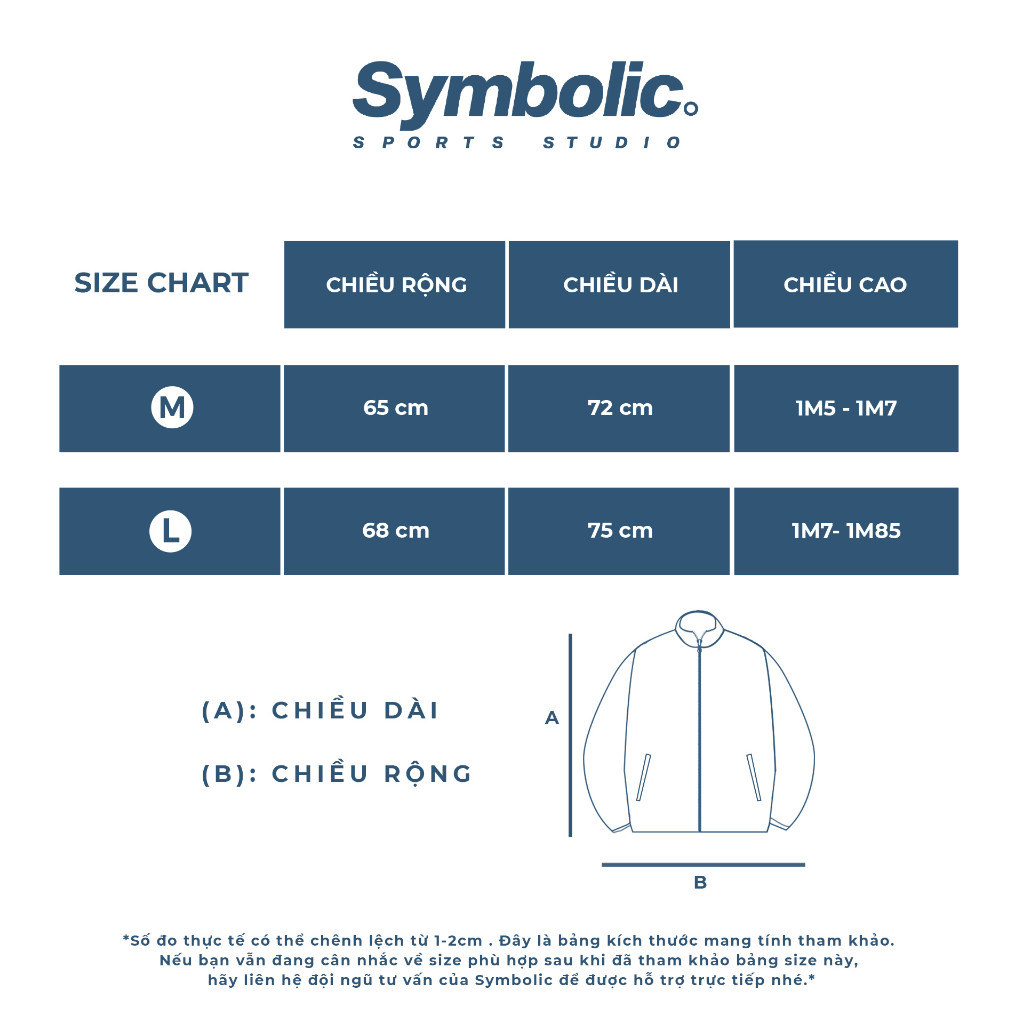 Symbolic
SPORTS STUDIO
SIZE CHART
CHIỀU RỘNG
CHIỀU DÀI
CHIỀU CAO
M
65 cm
72 cm
1M5 - 1M7
L
68 cm
75 cm
1M7- 1M85
(A): CHIỀU DÀI
(B): CHIỀU RỘNG
A
B
*Số đo thực tế có thể chênh lệch từ 1-2cm . Đây là bảng kích thước mang tính tham khảo.
Nếu bạn vẫn đang cân nhắc về size phù hợp sau khi đã tham khảo bảng size này,
hãy liên hệ đội ngũ tư vấn của Symbolic để được hỗ trợ trực tiếp nhé.*